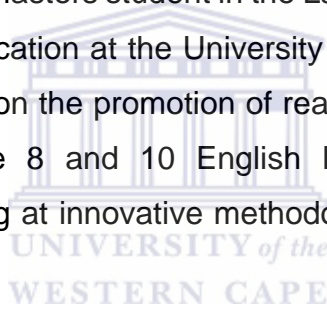 masters student in the
cation at the University
on the promotion of rea
e 8 and 10 English
g at innovative methodo
UNIVERSITY of the
WESTERN CAPE